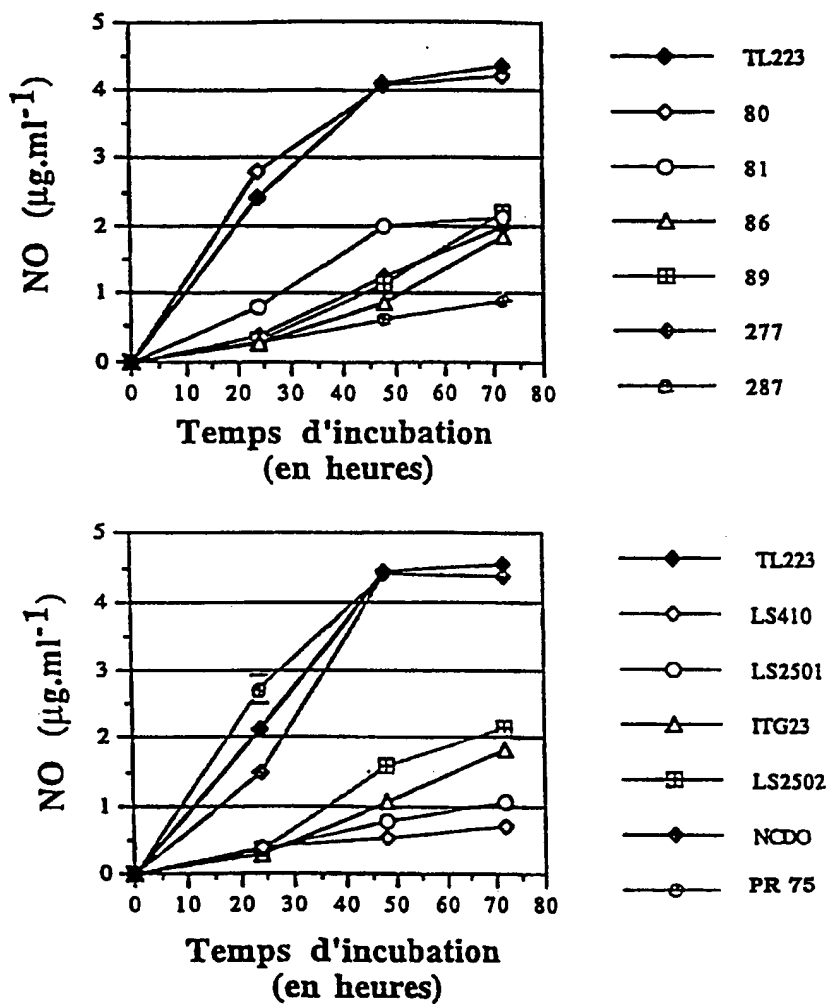 NO (µg.ml-1)
5
4
3
2
1
0
0 10 20 30 40 50 60 70 80
Temps d'incubation
(en heures)
TL223
80
81
86
89
277
287
NO (µg.ml-1)
5
4
3
2
1
0
0 10 20 30 40 50 60 70 80
Temps d'incubation
(en heures)
TL223
LS410
LS2501
ITG23
LS2502
NCDO
PR 75